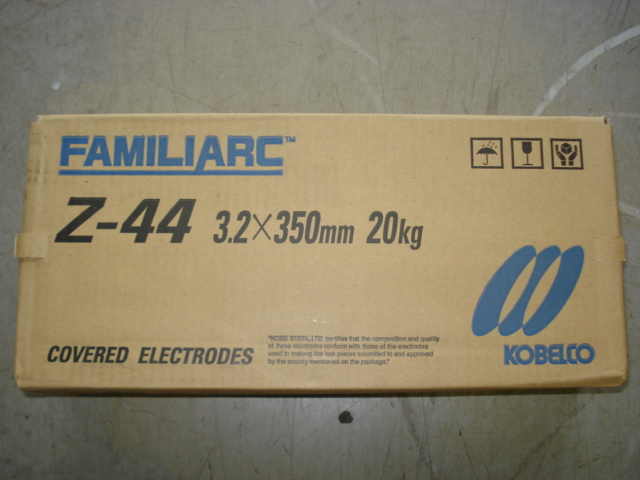 FAMILIARC™
Z-44 3.2×350mm 20kg
COVERED ELECTRODES
"KOBE STEEL,LTD certifies that the composition and quality
of these electrodes conform with those of the electrodes
used in making the test pieces submitted to and approved
by the society mentioned on the package."
KOBELCO